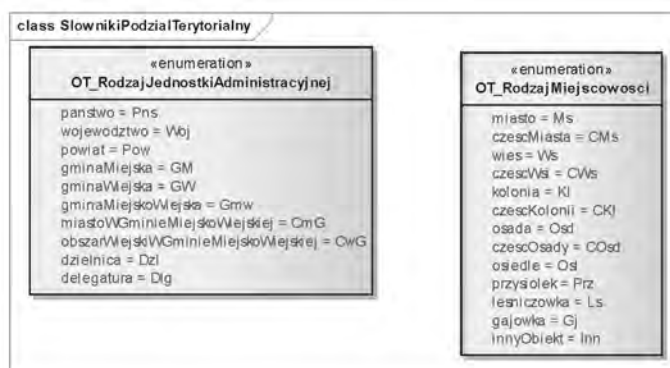 class SlownikiPodzialTerytorialny
«enumeration»
OT_RodzajJednostkiAdministracyjnej
panstwo = Pns
wojewodztwo = Woj
powiat = Pow
gminaMiejska = GM
gminaWiejska = GW
gminaMiejskoWiejska = Gmw
miastoWGminieMiejskoWiejskiej = CmG
obszarWiejskiWGminieMiejskoWiejskiej = CwG
dzielnica = Dzl
delegatura = Dlg
«enumeration»
OT_RodzajMiejscowosci
miasto = Ms
czescMiasta = CMs
wies = Ws
czescWsi = CWs
kolonia = Kl
czescKolonii = CKl
osada = Osd
czescOsady = COsd
osiedle = Osl
przysiolek = Prz
lesniczowka = Ls
gajowka = Gj
innyObiekt = Inn